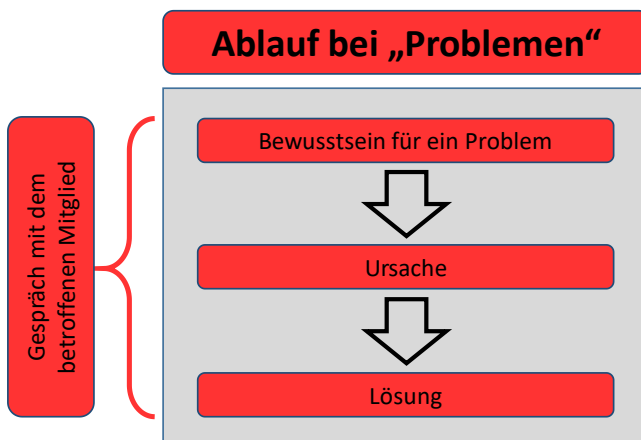 Ablauf bei „Problemen“
Gespräch mit dem
betroffenen Mitglied
Bewusstsein für ein Problem
Ursache
Lösung